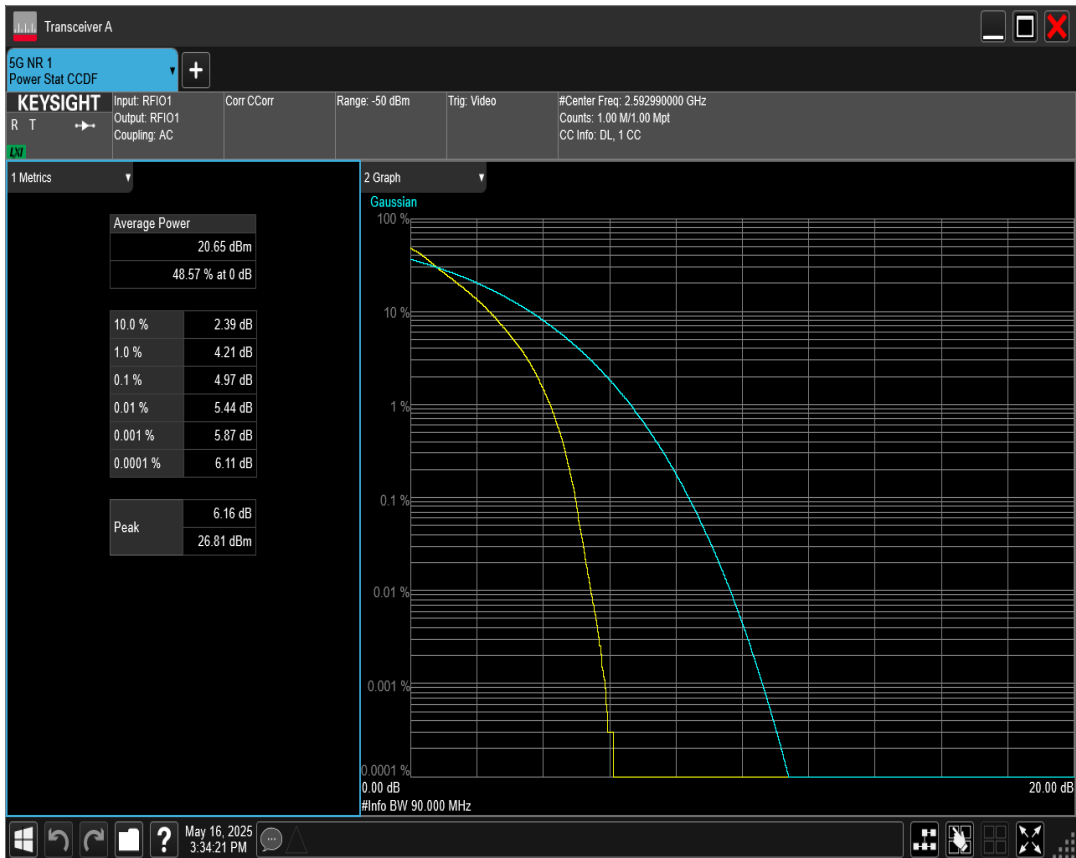 Transceiver A
5G NR 1
Power Stat CCDF
+
KEYSIGHT
R T
LXI
Input: RFIO1
Output: RFIO1
Coupling: AC
Corr CCorr
Range: -50 dBm
Trig: Video
#Center Freq: 2.592990000 GHz
Counts: 1.00 M/1.00 Mpt
CC Info: DL, 1 CC
1 Metrics
Average Power
20.65 dBm
48.57 % at 0 dB
10.0 % 2.39 dB
1.0 % 4.21 dB
0.1 % 4.97 dB
0.01 % 5.44 dB
0.001 % 5.87 dB
0.0001 % 6.11 dB
Peak
6.16 dB
26.81 dBm
2 Graph
Gaussian
100 %
10 %
1 %
0.1 %
0.01 %
0.001 %
0.0001 %
0.00 dB 20.00 dB
#Info BW 90.000 MHz
?
May 16, 2025
3:34:21 PM